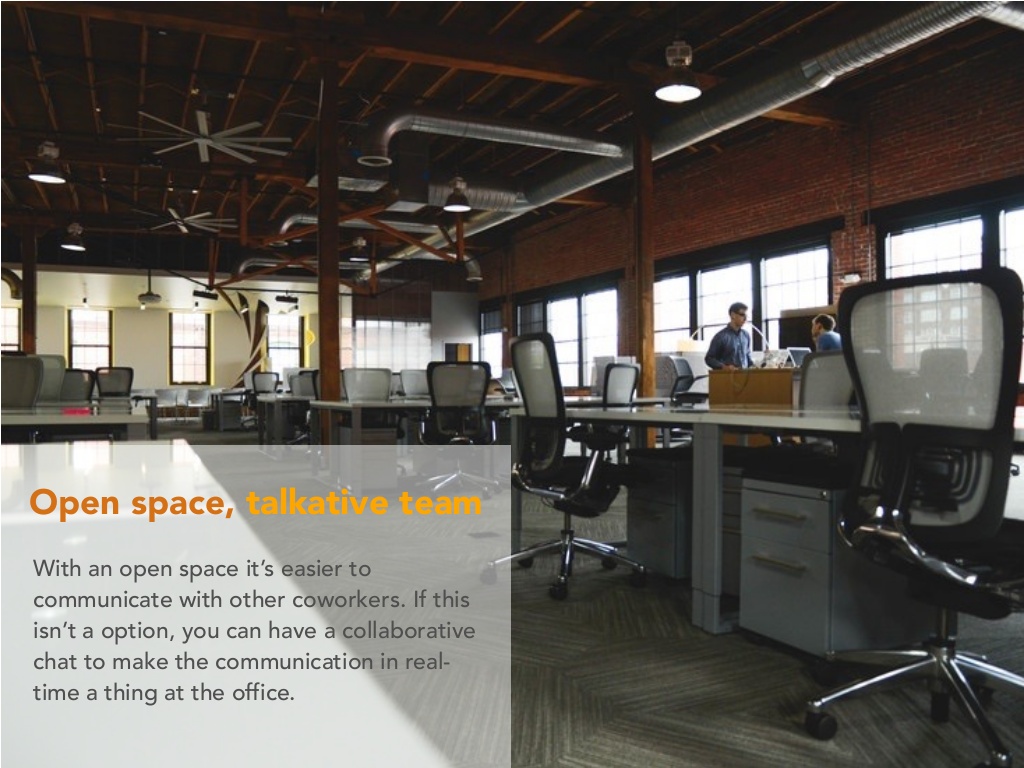 Open space, talkative team
With an open space it’s easier to
communicate with other coworkers. If this
isn’t a option, you can have a collaborative
chat to make the communication in real-
time a thing at the office.